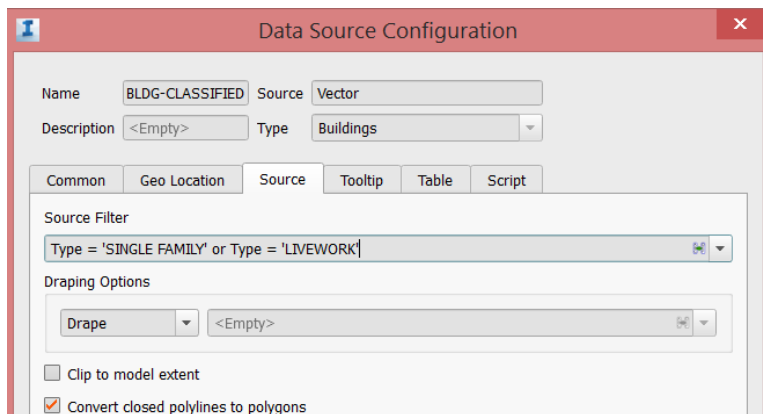 I Data Source Configuration ×
Name BLDG-CLASSIFIED Source Vector
Description <Empty> Type Buildings
Common Geo Location Source Tooltip Table Script
Source Filter
Type = 'SINGLE FAMILY' or Type = 'LIVEWORK'
Draping Options
Drape <Empty>
Clip to model extent
Convert closed polylines to polygons